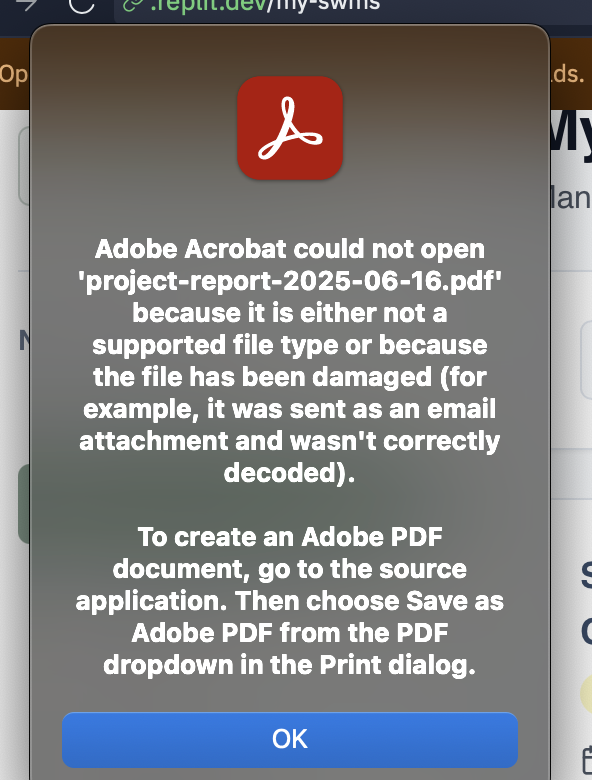 .replit.dev/my-swms
Op
ds.
My
Man
Adobe Acrobat could not open
'project-report-2025-06-16.pdf'
because it is either not a
supported file type or because
the file has been damaged (for
example, it was sent as an email
attachment and wasn't correctly
decoded).
To create an Adobe PDF
document, go to the source
application. Then choose Save as
Adobe PDF from the PDF
dropdown in the Print dialog.
OK